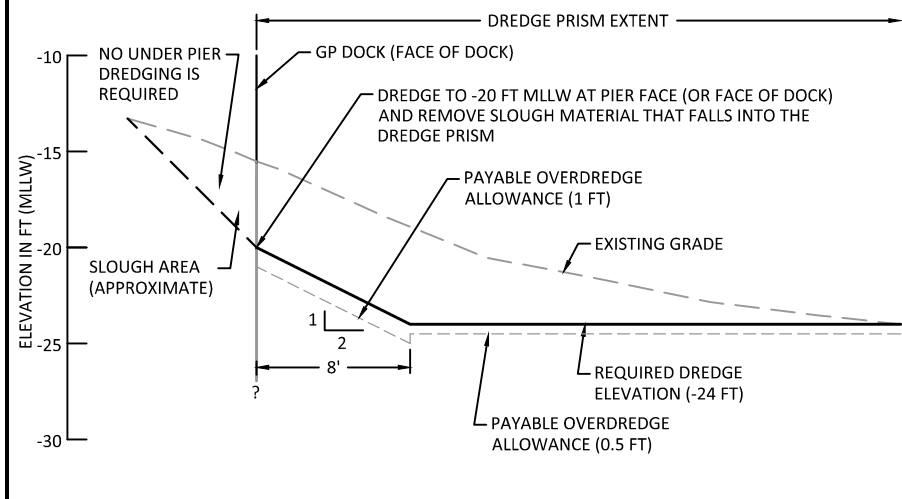 DREDGE PRISM EXTENT
-10
NO UNDER PIER
DREDGING IS
REQUIRED
GP DOCK (FACE OF DOCK)
DREDGE TO -20 FT MLLW AT PIER FACE (OR FACE OF DOCK)
AND REMOVE SLOUGH MATERIAL THAT FALLS INTO THE
DREDGE PRISM
-15
ELEVATION IN FT (MLLW)
PAYABLE OVERDREDGE
ALLOWANCE (1 FT)
-20
EXISTING GRADE
SLOUGH AREA
(APPROXIMATE)
1
2
-25
8'
?
REQUIRED DREDGE
ELEVATION (-24 FT)
PAYABLE OVERDREDGE
ALLOWANCE (0.5 FT)
-30